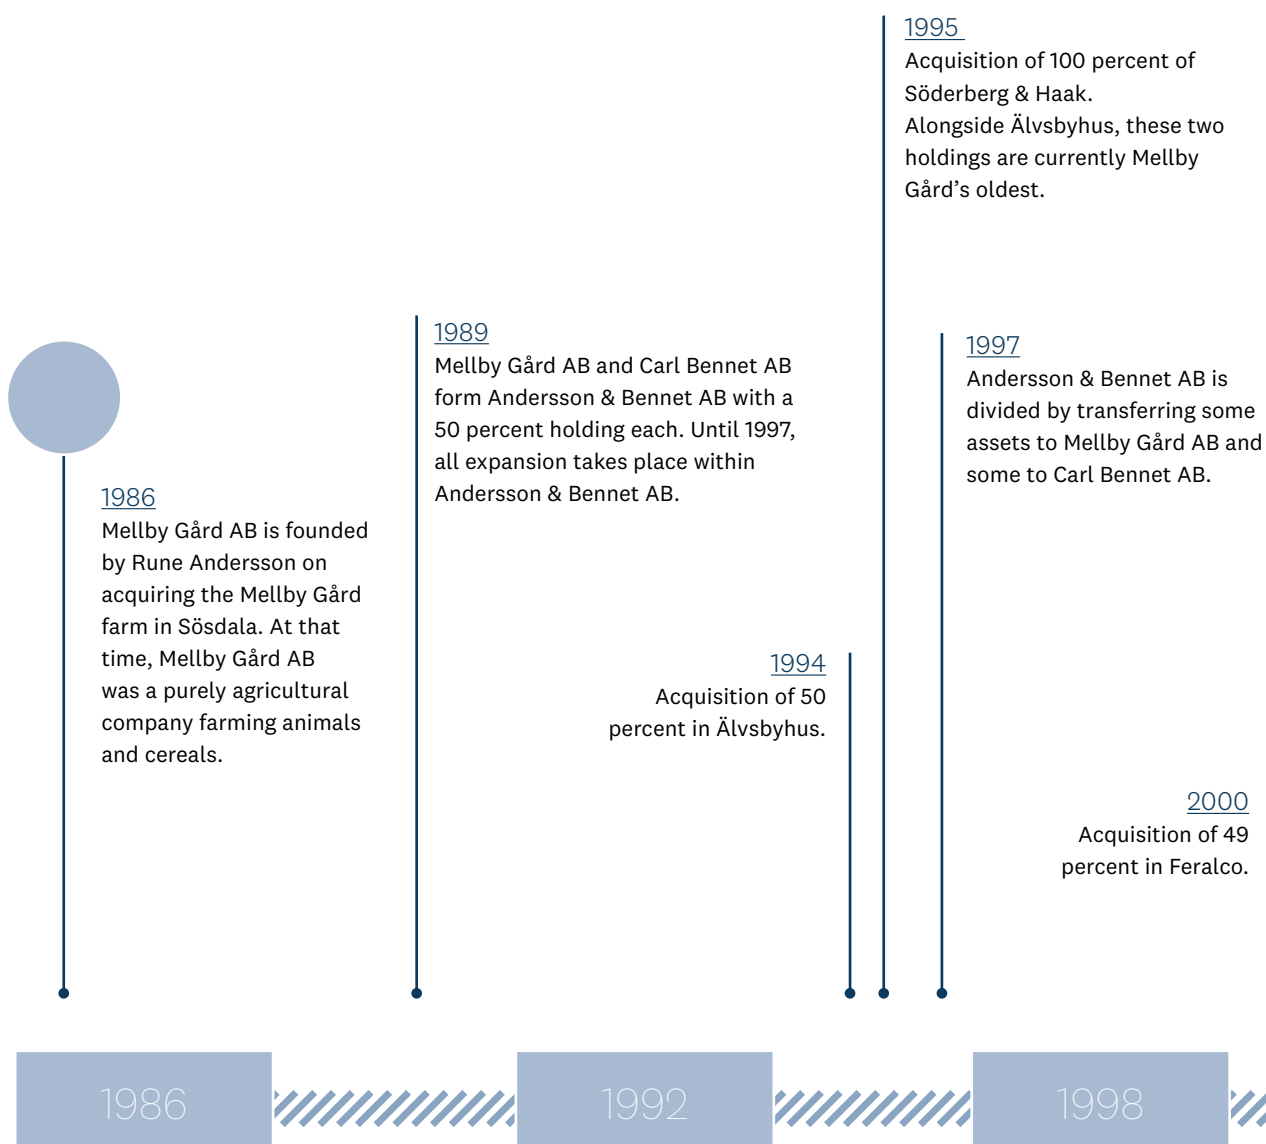 1995
Acquisition of 100 percent of
Söderberg & Haak.
Alongside Älvsbyhus, these two
holdings are currently Mellby
Gård’s oldest.
1989
Mellby Gård AB and Carl Bennet AB
form Andersson & Bennet AB with a
50 percent holding each. Until 1997,
all expansion takes place within
Andersson & Bennet AB.
1997
Andersson & Bennet AB is
divided by transferring some
assets to Mellby Gård AB and
some to Carl Bennet AB.
1986
Mellby Gård AB is founded
by Rune Andersson on
acquiring the Mellby Gård
farm in Sösdala. At that
time, Mellby Gård AB
was a purely agricultural
company farming animals
and cereals.
1994
Acquisition of 50
percent in Älvsbyhus.
2000
Acquisition of 49
percent in Feralco.
1986
1992
1998